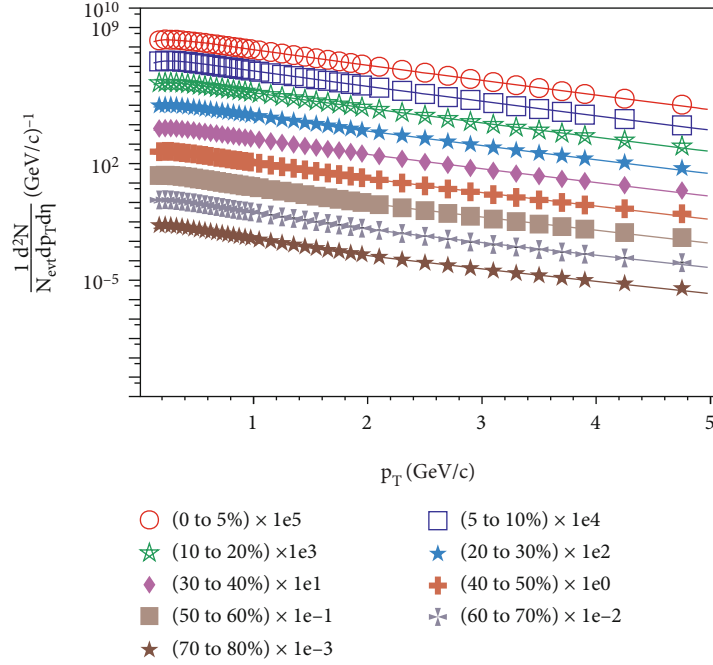 10^10
10^9
10^2
10^−5
1 d²N
N_evt dp_T dη
(GeV/c)^−1
1 2 3 4 5
p_T (GeV/c)
(0 to 5%) × 1e5 (5 to 10%) × 1e4
(10 to 20%) ×1e3 (20 to 30%) × 1e2
(30 to 40%) × 1e1 (40 to 50%) × 1e0
(50 to 60%) × 1e–1 (60 to 70%) × 1e–2
(70 to 80%) × 1e–3